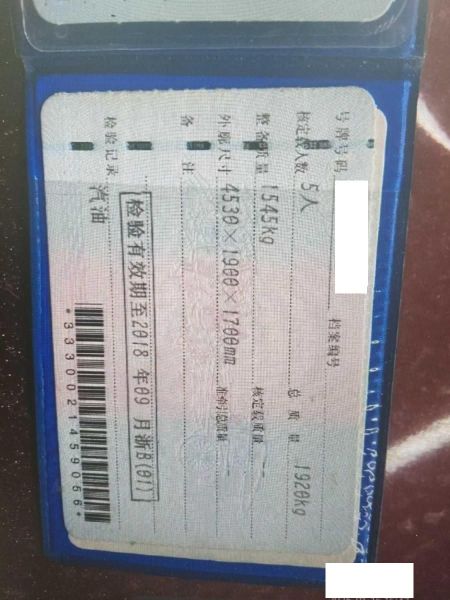 号牌号码 档案编号
核定载人数 5人 总质量 1920kg
整备质量 1545kg 核定载质量 --
外廓尺寸 4530×1900×1700mm 准牵引总质量 --
备注
检验有效期至2018年09月浙B(01)
检验记录 汽油
*3330021459056*